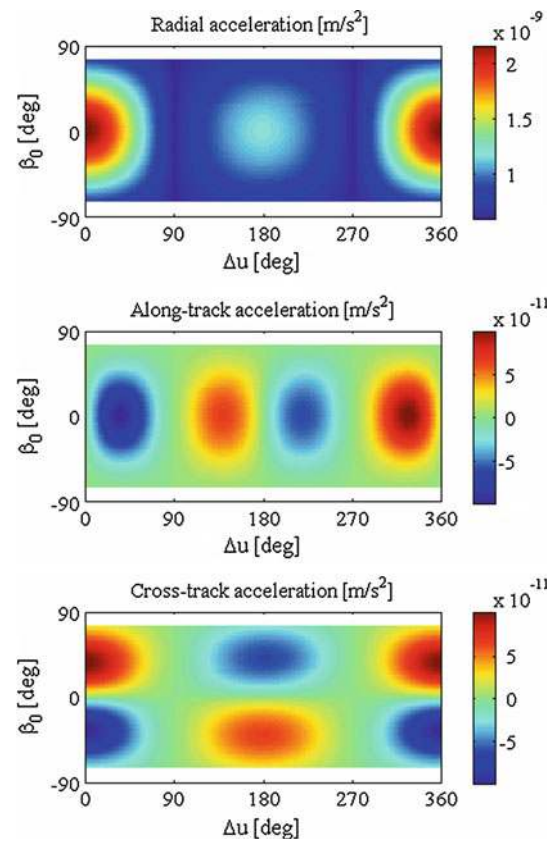 Radial acceleration [m/s²]
x 10⁻⁹
90
0
-90
β₀ [deg]
2
1.5
1
0 90 180 270 360
Δu [deg]
Along-track acceleration [m/s²]
x 10⁻¹¹
90
0
-90
β₀ [deg]
5
0
-5
0 90 180 270 360
Δu [deg]
Cross-track acceleration [m/s²]
x 10⁻¹¹
90
0
-90
β₀ [deg]
5
0
-5
0 90 180 270 360
Δu [deg]